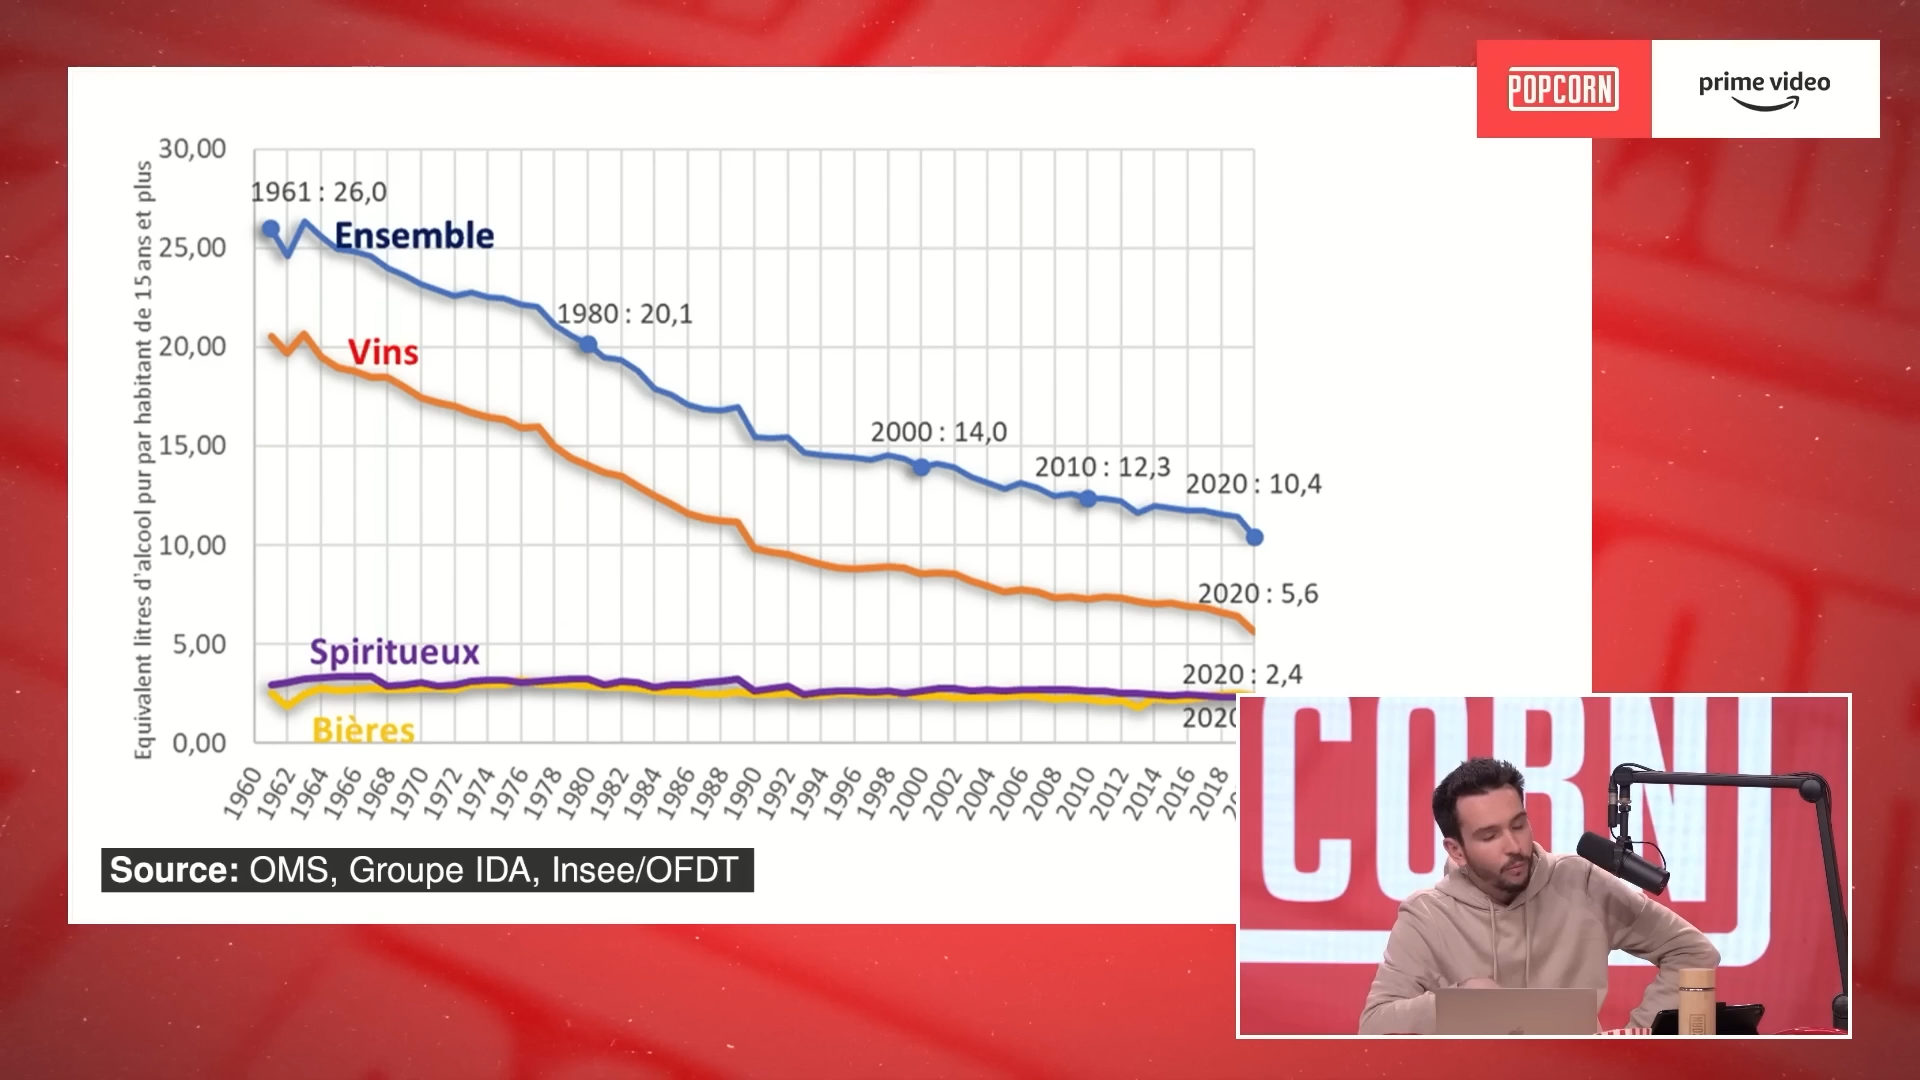 POPCORN
prime video
Equivalent litres d'alcool pur par habitant de 15 ans et plus
30,00
25,00
20,00
15,00
10,00
5,00
0,00
1961 : 26,0
Ensemble
1980 : 20,1
Vins
2000 : 14,0
2010 : 12,3
2020 : 10,4
2020 : 5,6
Spiritueux
2020 : 2,4
Bières
2020
1960
1962
1964
1966
1968
1970
1972
1974
1976
1978
1980
1982
1984
1986
1988
1990
1992
1994
1996
1998
2000
2002
2004
2006
2008
2010
2012
2014
2016
2018
Source: OMS, Groupe IDA, Insee/OFDT
CORN